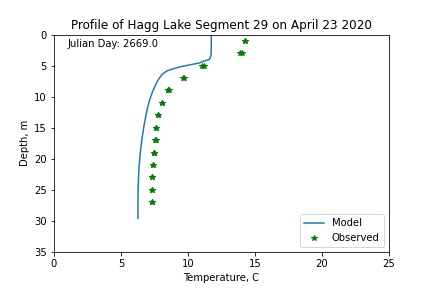 Profile of Hagg Lake Segment 29 on April 23 2020
Julian Day: 2669.0
0
5
10
15
20
25
30
35
Depth, m
0
5
10
15
20
25
Temperature, C
Model
Observed